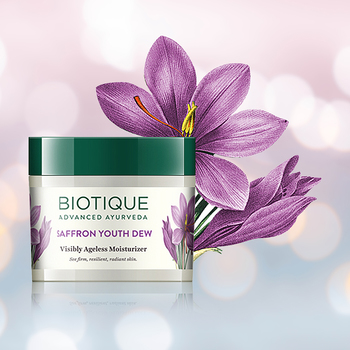 BIOTIQUE
ADVANCED AYURVEDA
SAFFRON YOUTH DEW
Visibly Ageless Moisturizer
See firm, resilient, radiant skin.